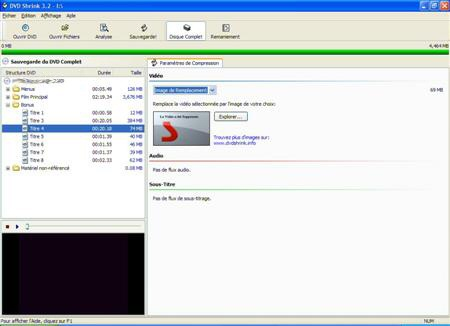 DVD Shrink 3.2 - I:\
Fichier Edition Affichage Aide
Ouvrir DVD Ouvrir Fichiers Analyse Sauvegarde! Disque Complet Remaniement
0 MB 4,464 MB
Sauvegarde du DVD Complet
Structure DVD Durée Taille
Menus 00:05.49 126 MB
Film Principal 02:19.34 3,676 MB
Bonus
Titre 1 00:00.58 12 MB
Titre 3 00:20.05 384 MB
Titre 4 00:20.18 74 MB
Titre 5 00:01.39 40 MB
Titre 6 00:01.55 46 MB
Titre 7 00:01.37 39 MB
Titre 8 00:02.33 62 MB
Matériel non-référencé 0.08 MB
Paramètres de Compression
Vidéo
Image de Remplacement 69 MB
Remplace la vidéo sélectionnée par l'image de votre choix:
La Vidéo a été Supprimée
Explorer...
Trouvez plus d'images sur:
www.dvdshrink.info
Audio
Pas de flux audio.
Sous-Titre
Pas de flux de sous-titrage.
Pour afficher l'Aide, cliquez sur F1 NUM